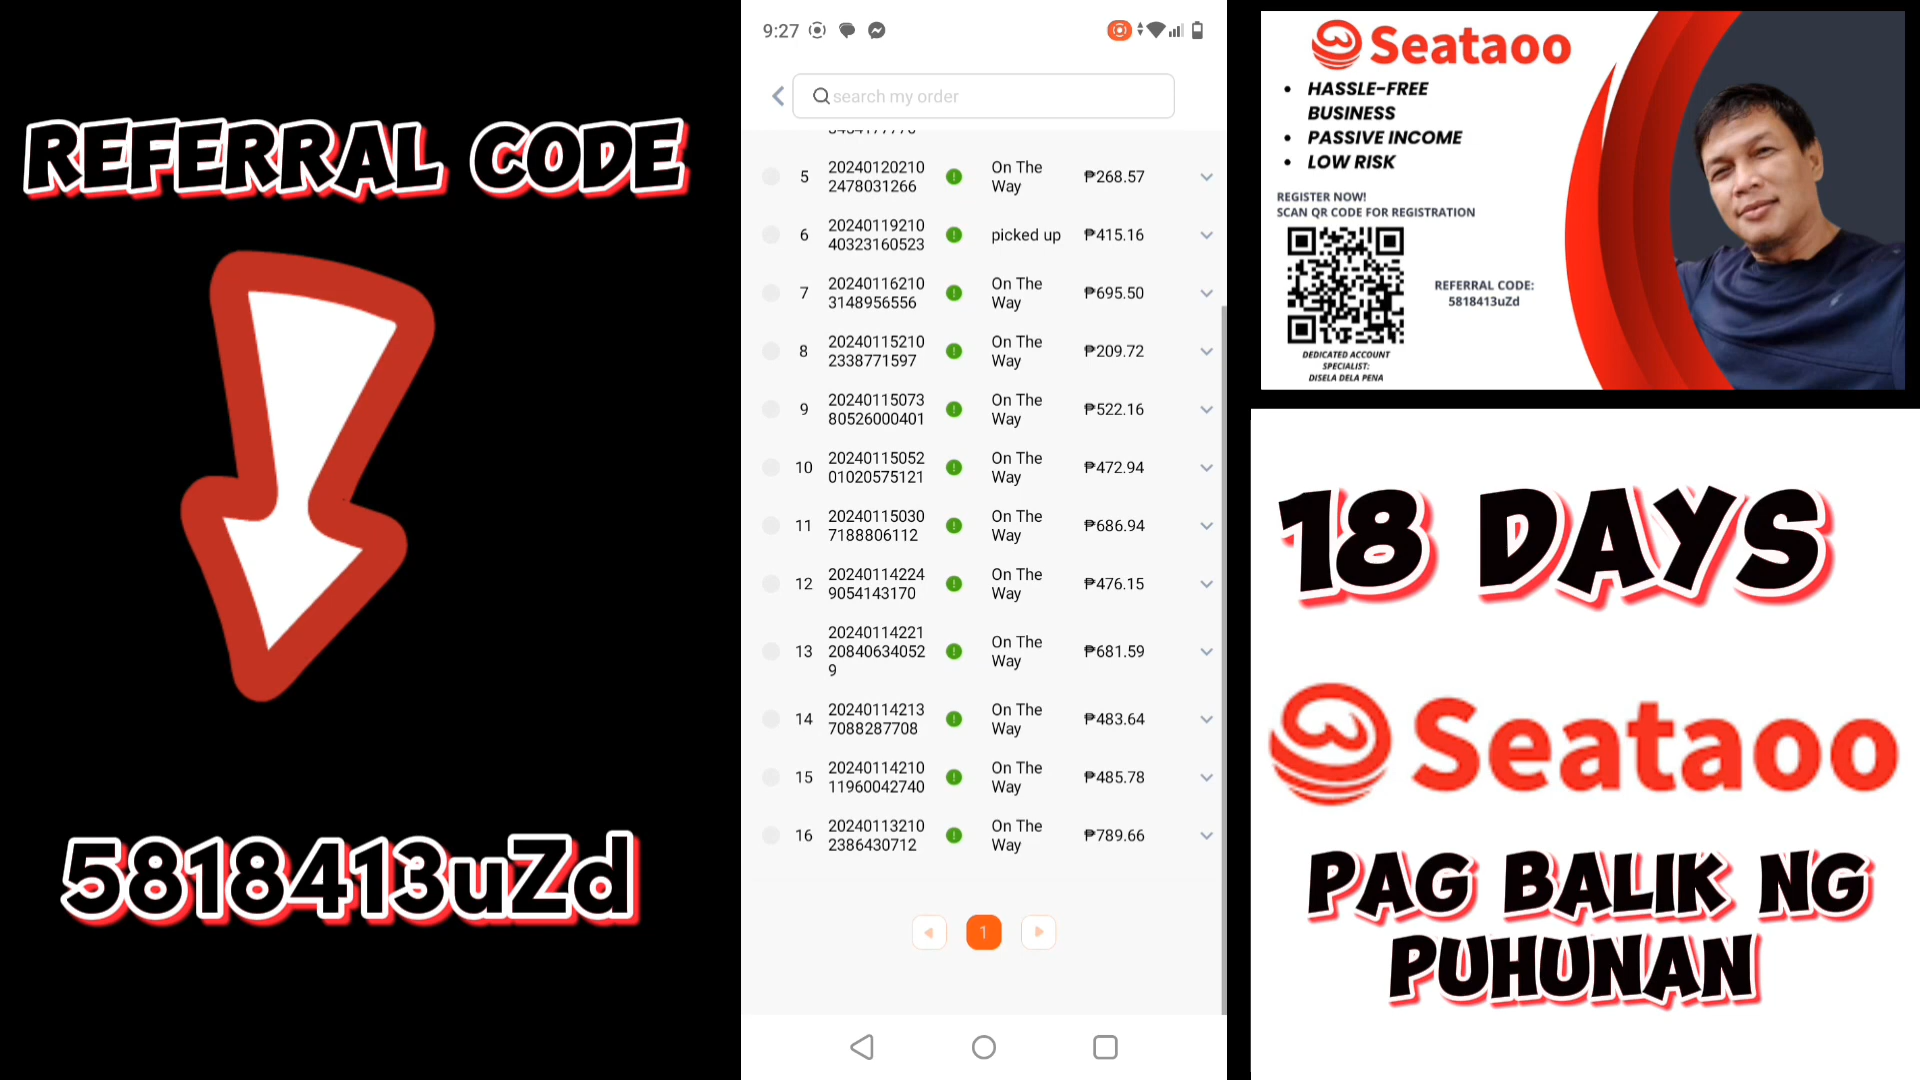 REFERRAL CODE
5818413uZd
9:27
search my order
5 20240120210 On The ₱268.57
2478031266 Way
6 20240119210 picked up ₱415.16
40323160523
7 20240116210 On The ₱695.50
3148956556 Way
8 20240115210 On The ₱209.72
2338771597 Way
9 20240115073 On The ₱522.16
80526000401 Way
10 20240115052 On The ₱472.94
01020575121 Way
11 20240115030 On The ₱686.94
7188806112 Way
12 20240114224 On The ₱476.15
9054143170 Way
13 20240114221 On The ₱681.59
20840634052 Way
9
14 20240114213 On The ₱483.64
7088287708 Way
15 20240114210 On The ₱485.78
11960042740 Way
16 20240113210 On The ₱789.66
2386430712 Way
1
Seataoo
• HASSLE-FREE
BUSINESS
• PASSIVE INCOME
• LOW RISK
REGISTER NOW!
SCAN QR CODE FOR REGISTRATION
REFERRAL CODE:
5818413uZd
DEDICATED ACCOUNT
SPECIALIST:
DISELA DELA PENA
18 DAYS
Seataoo
PAG BALIK NG
PUHUNAN